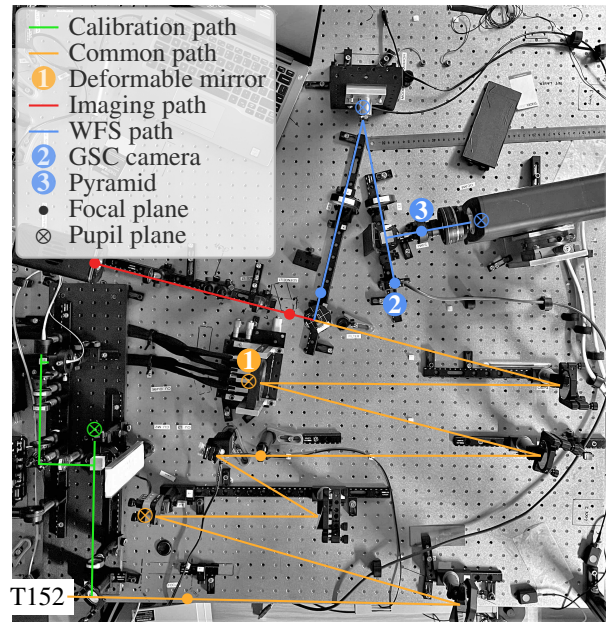 Calibration path
Common path
1 Deformable mirror
Imaging path
WFS path
2 GSC camera
3 Pyramid
Focal plane
Pupil plane
3
2
1
T152